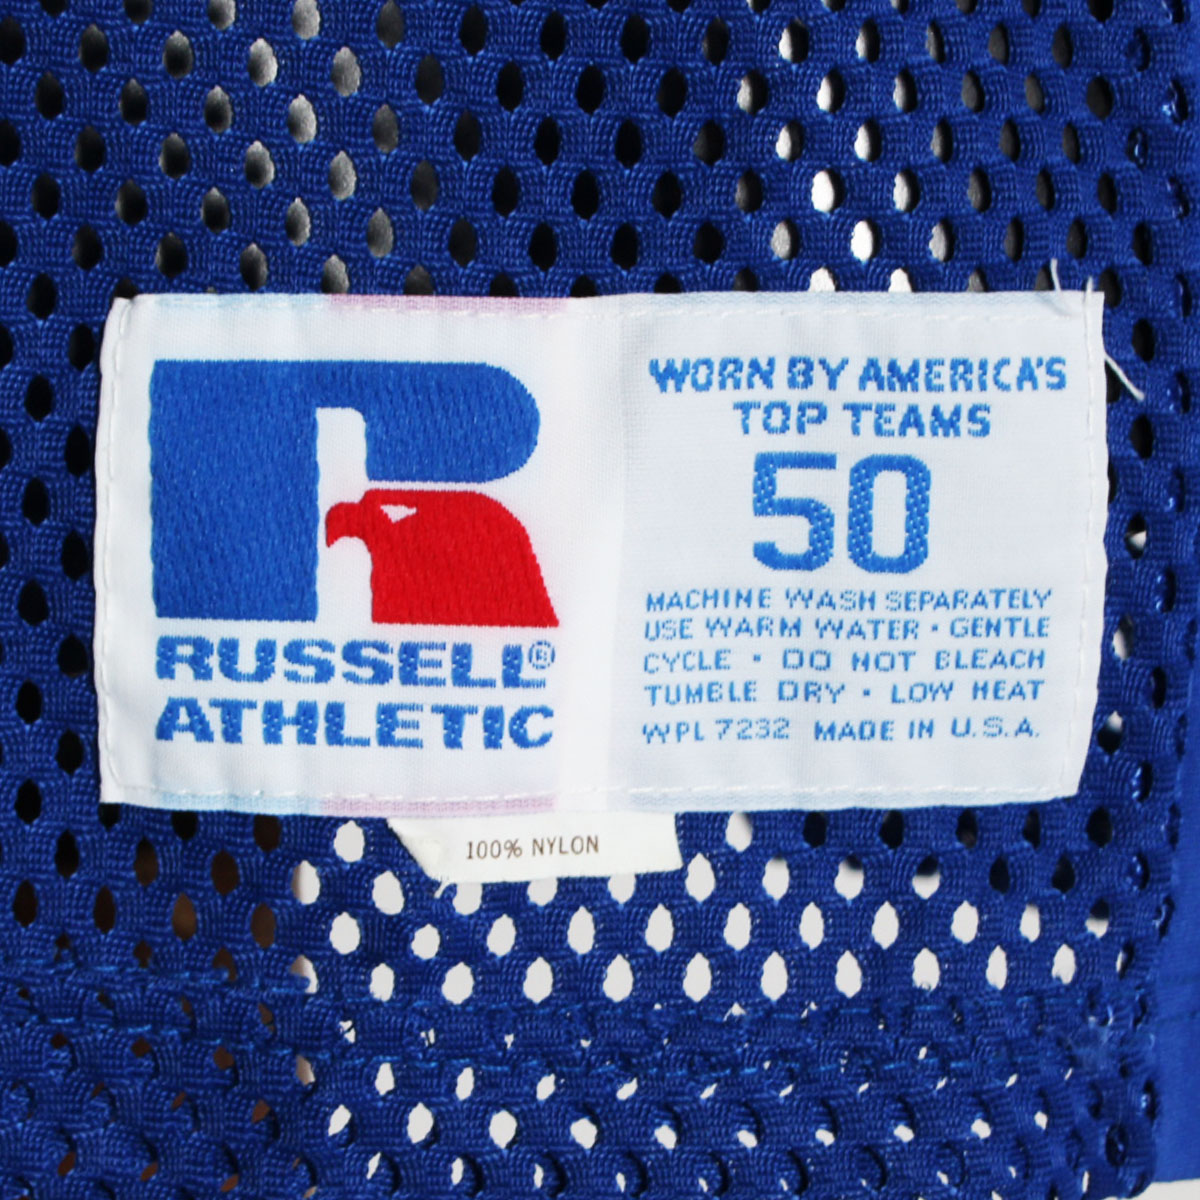 RUSSELL®
ATHLETIC
WORN BY AMERICA'S
TOP TEAMS
50
MACHINE WASH SEPARATELY
USE WARM WATER · GENTLE
CYCLE · DO NOT BLEACH
TUMBLE DRY · LOW HEAT
WPL 7232 MADE IN U.S.A.
100% NYLON